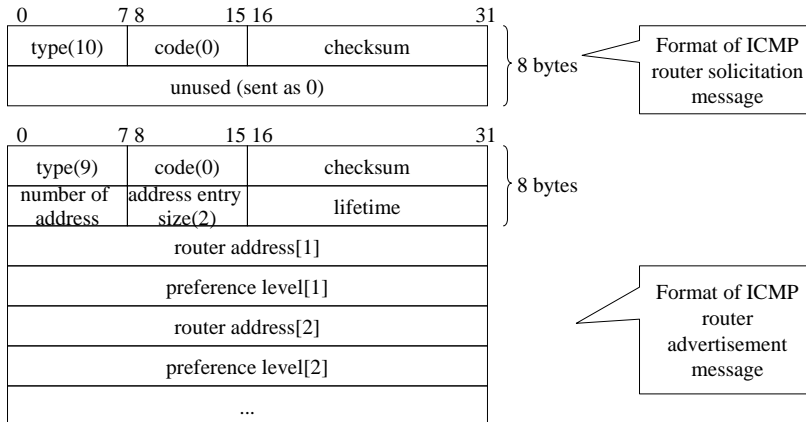 0 7 8 15 16 31
type(10) code(0) checksum
unused (sent as 0)
8 bytes
Format of ICMP
router solicitation
message
0 7 8 15 16 31
type(9) code(0) checksum
number of
address
address entry
size(2)
lifetime
8 bytes
router address[1]
preference level[1]
router address[2]
preference level[2]
...
Format of ICMP
router
advertisement
message